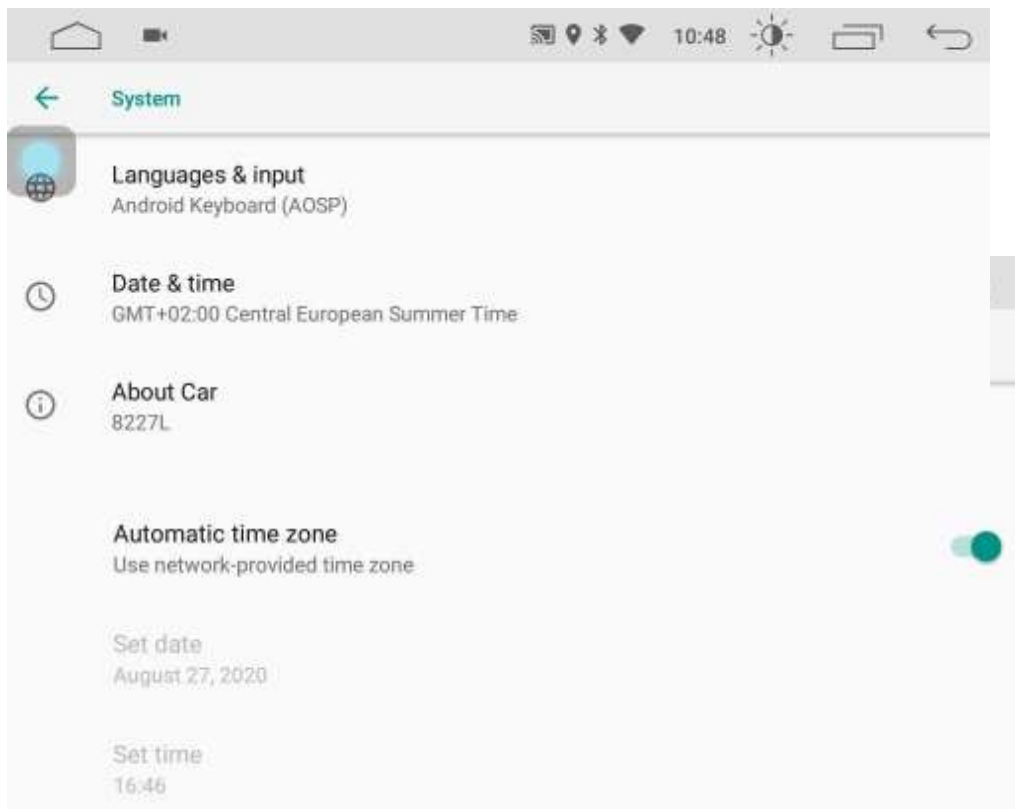 10:48
System
Languages & input
Android Keyboard (AOSP)
Date & time
GMT+02:00 Central European Summer Time
About Car
8227L
Automatic time zone
Use network-provided time zone
Set date
August 27, 2020
Set time
16:46